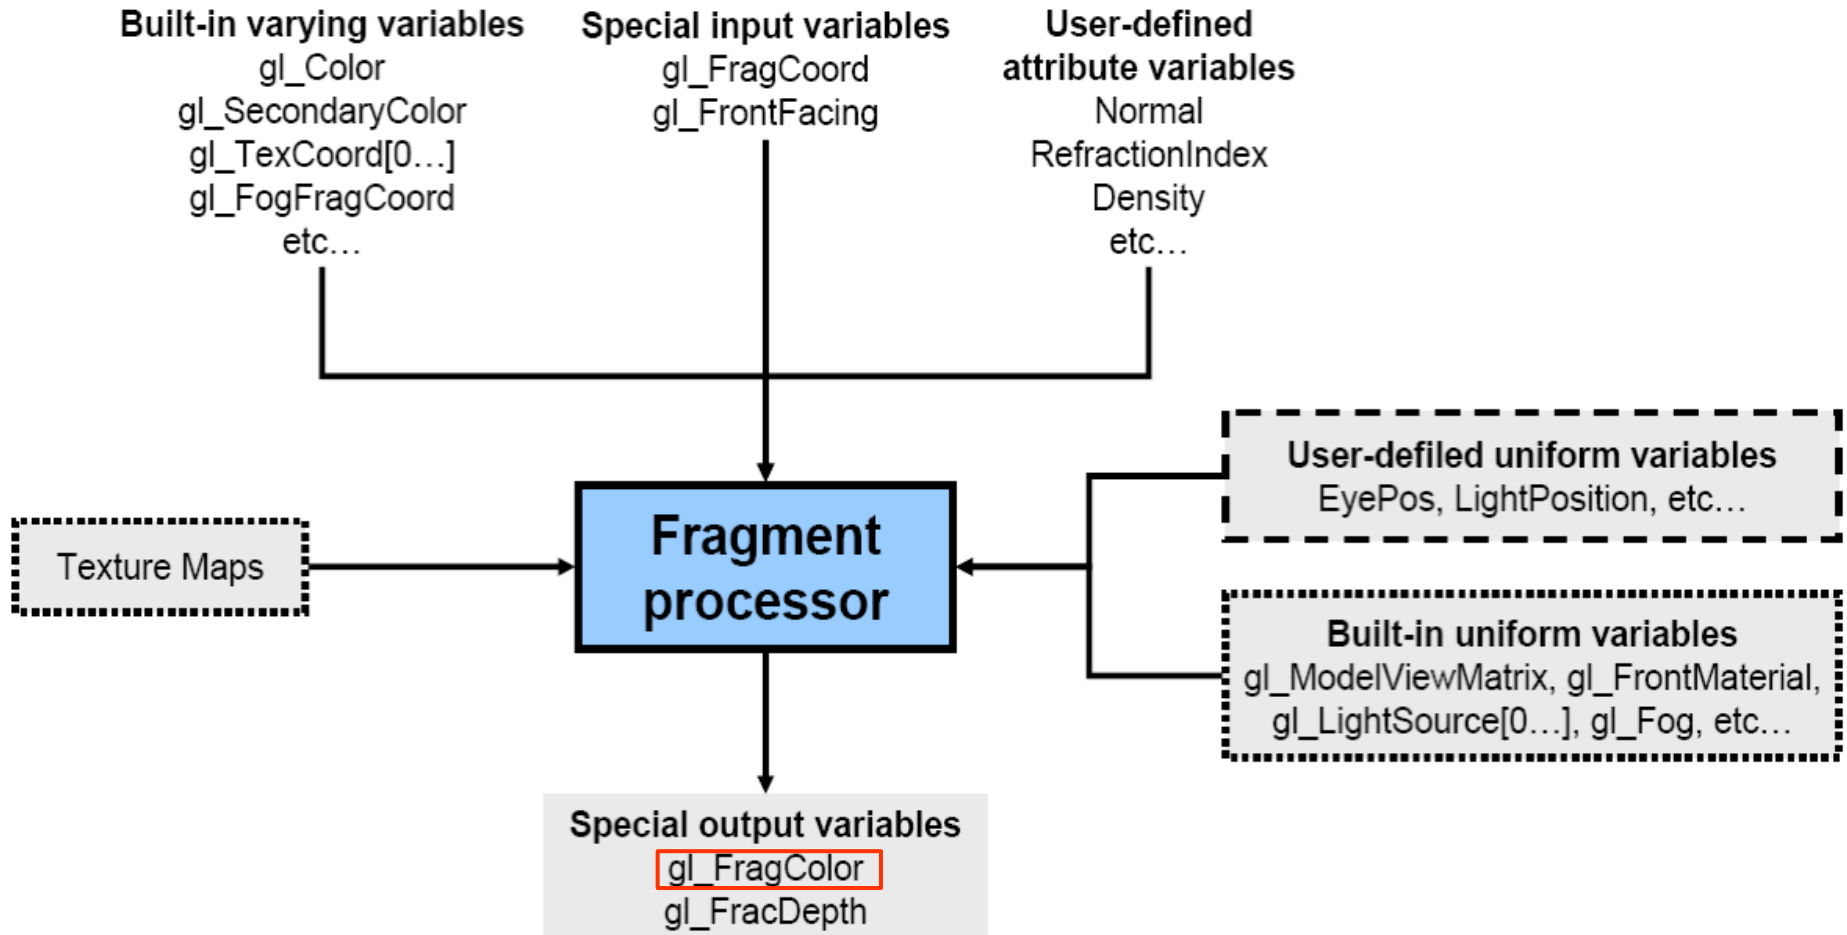 Built-in varying variables
gl_Color
gl_SecondaryColor
gl_TexCoord[0…]
gl_FogFragCoord
etc…
Special input variables
gl_FragCoord
gl_FrontFacing
User-defined
attribute variables
Normal
RefractionIndex
Density
etc…
Texture Maps
Fragment
processor
User-defiled uniform variables
EyePos, LightPosition, etc…
Built-in uniform variables
gl_ModelViewMatrix, gl_FrontMaterial,
gl_LightSource[0…], gl_Fog, etc…
Special output variables
gl_FragColor
gl_FracDepth